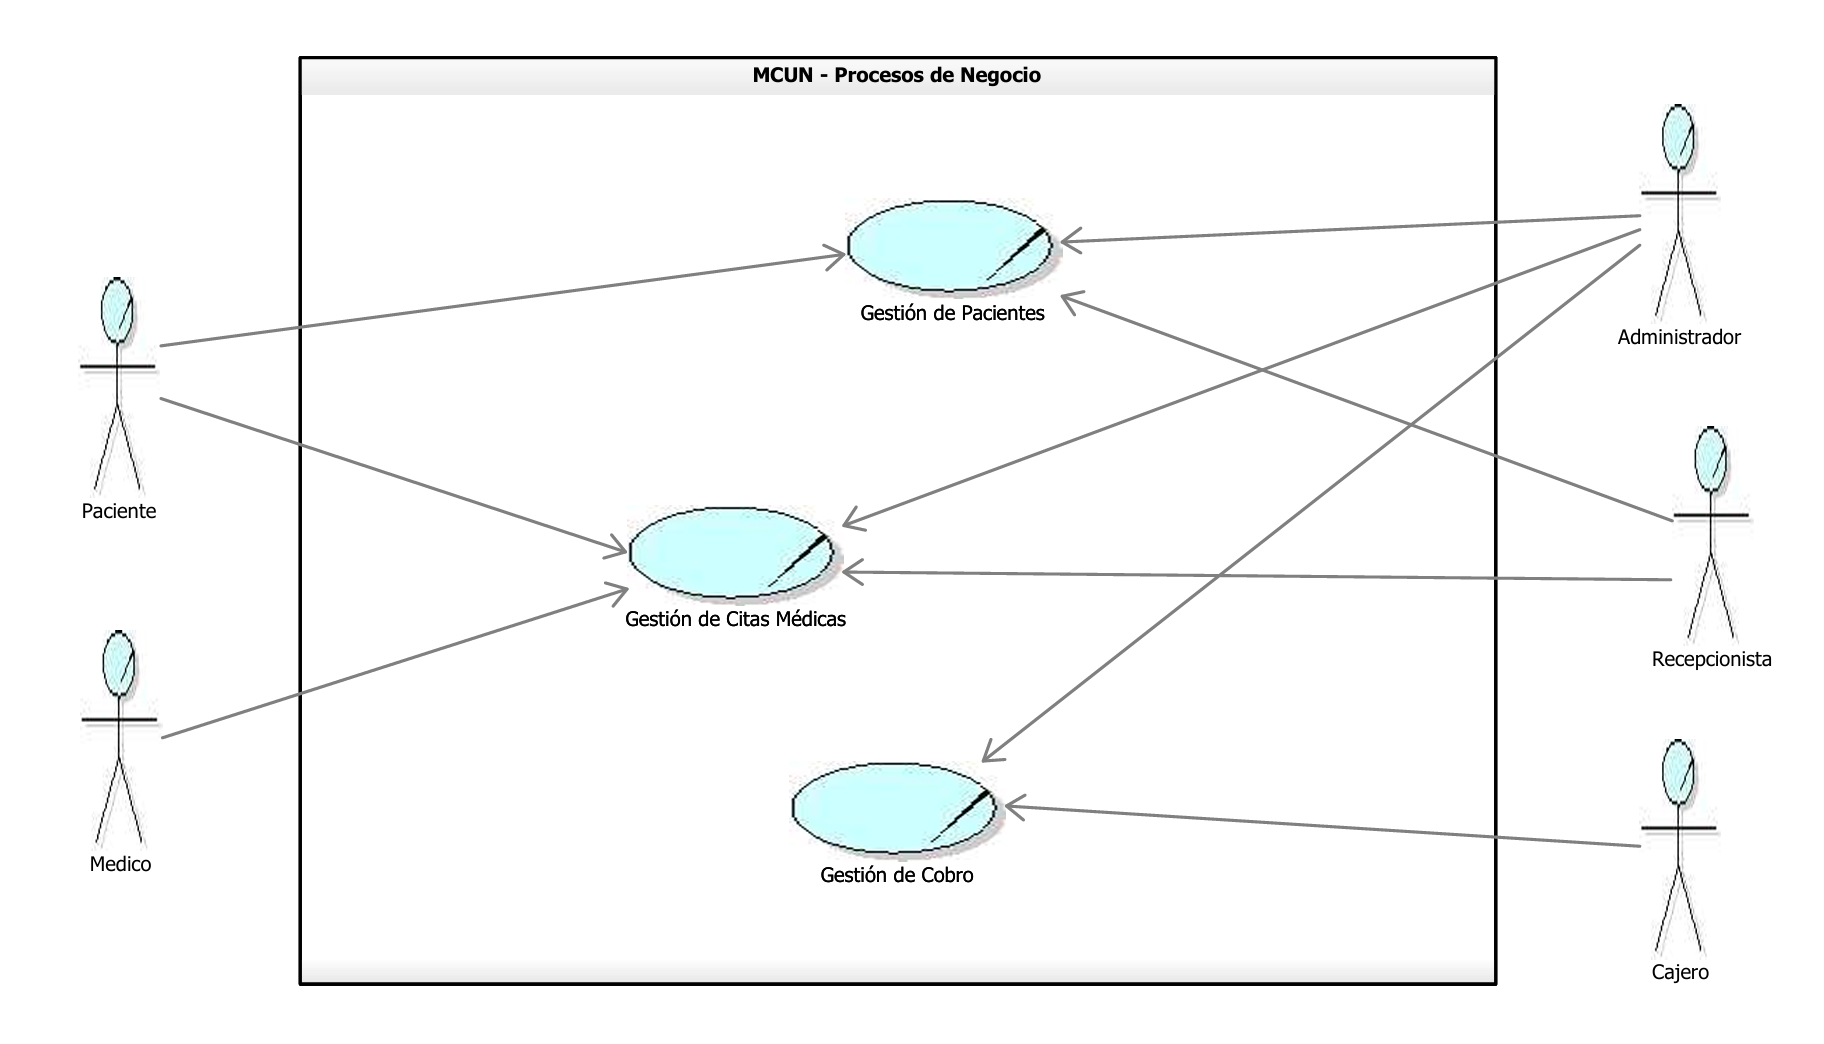 MCUN - Procesos de Negocio
Gestión de Pacientes
Administrador
Paciente
Gestión de Citas Médicas
Recepcionista
Medico
Gestión de Cobro
Cajero